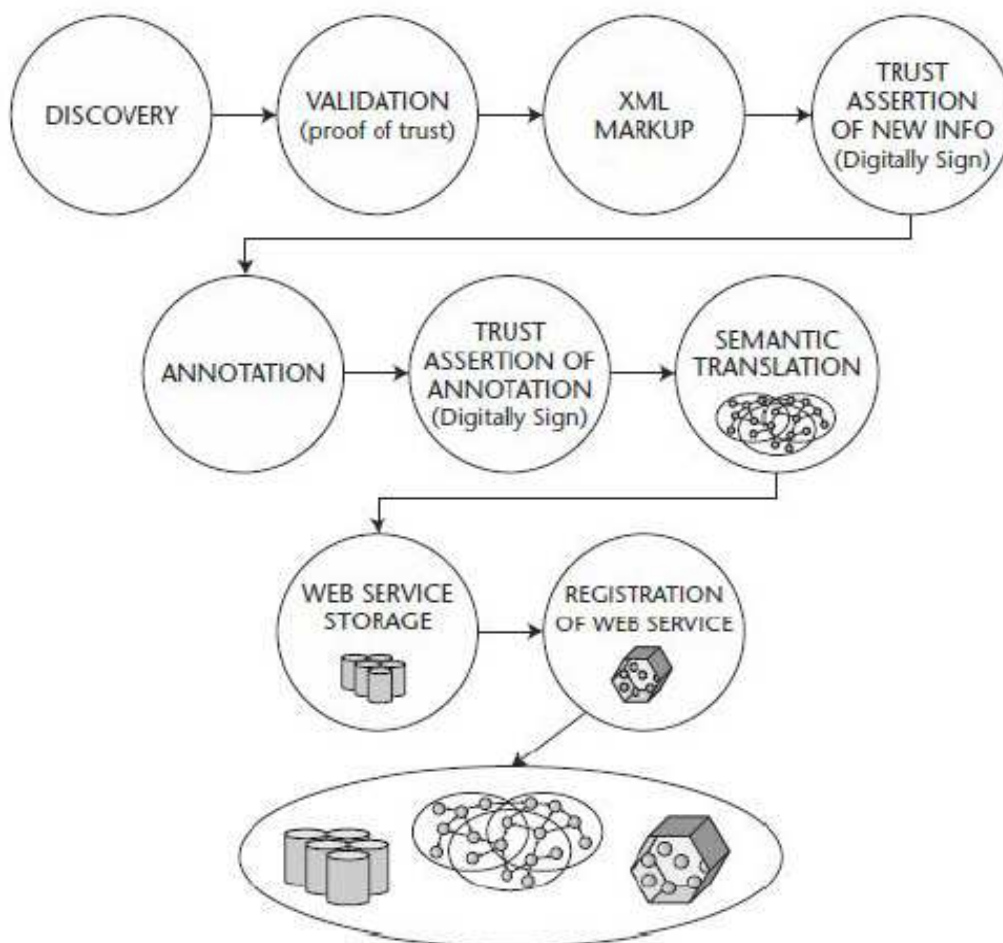 DISCOVERY
VALIDATION
(proof of trust)
XML
MARKUP
TRUST
ASSERTION
OF NEW INFO
(Digitally Sign)
ANNOTATION
TRUST
ASSERTION OF
ANNOTATION
(Digitally Sign)
SEMANTIC
TRANSLATION
WEB SERVICE
STORAGE
REGISTRATION
OF WEB SERVICE